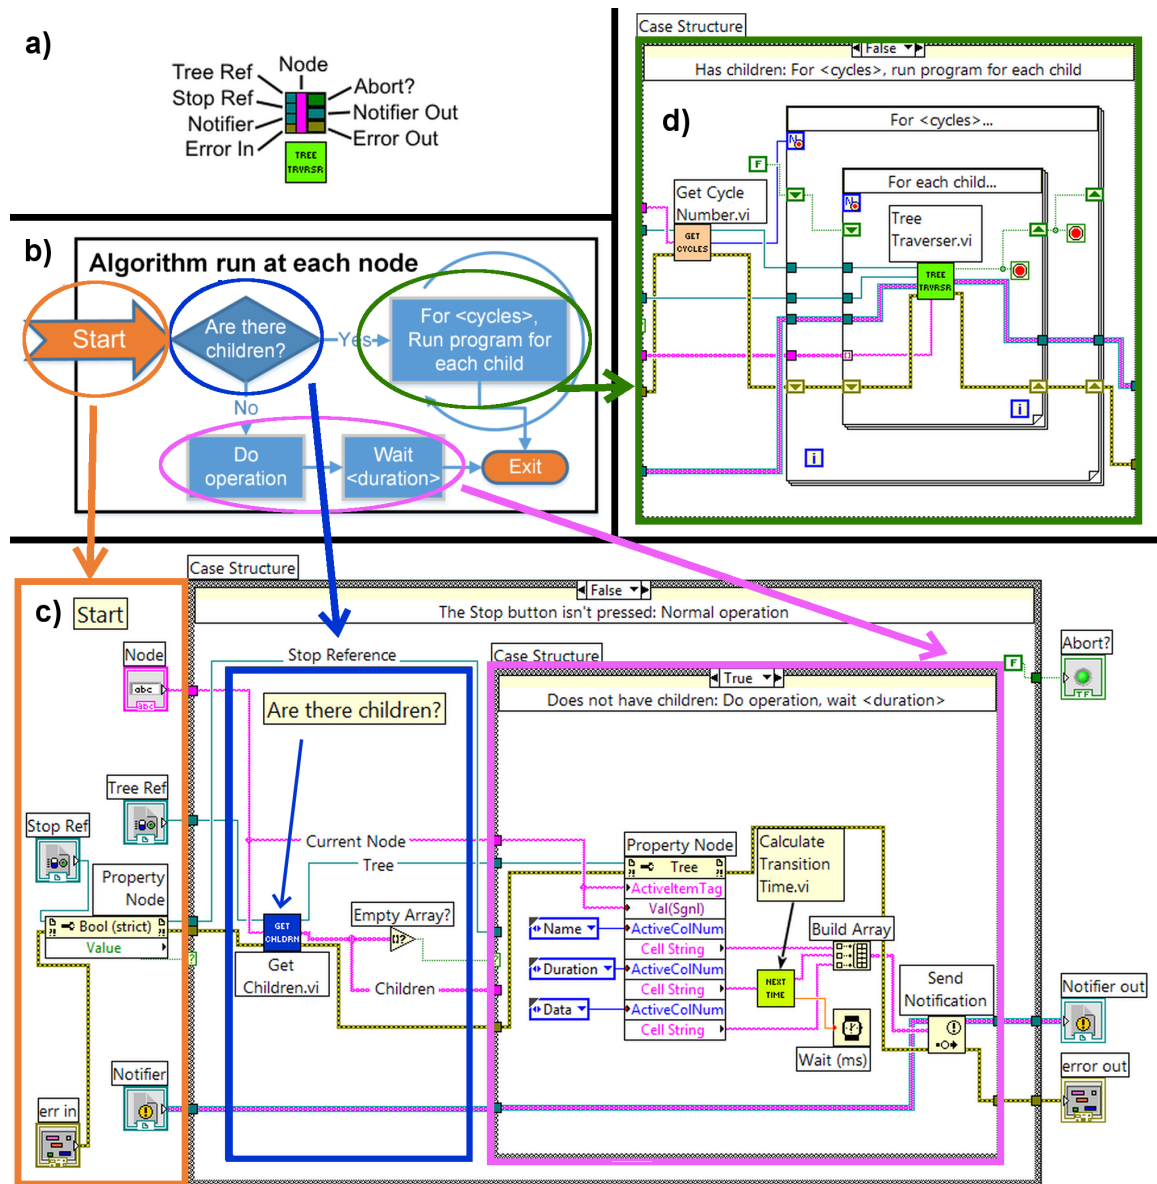 a)
Tree Ref
Stop Ref
Notifier
Error In
Node
Abort?
Notifier Out
Error Out
TREE
TRVRSR
b)
Algorithm run at each node
Start
Are there
children?
Yes
For <cycles>,
Run program for
each child
No
Do
operation
Wait
<duration>
Exit
Case Structure
False
Has children: For <cycles>, run program for each child
d)
For <cycles>...
N
F
For each child...
N
Get Cycle
Number.vi
GET
CYCLES
Tree
Traverser.vi
TREE
TRVRSR
i
i
c)
Start
Case Structure
False
The Stop button isn't pressed: Normal operation
Node
abc
abc
Stop Reference
Are there children?
Tree Ref
Stop Ref
Property
Node
Bool (strict)
Value
?
Current Node
Tree
GET
CHLDRN
Get
Children.vi
Empty Array?
[]?
Children
Notifier
err in
Case Structure
True
Does not have children: Do operation, wait <duration>
?
Property Node
Tree
ActiveItemTag
Val(Sgnl)
Name
ActiveColNum
Cell String
Duration
ActiveColNum
Cell String
Data
ActiveColNum
Cell String
Calculate
Transition
Time.vi
NEXT
TIME
Build Array
Wait (ms)
Send
Notification
F
Abort?
TF
Notifier out
error out